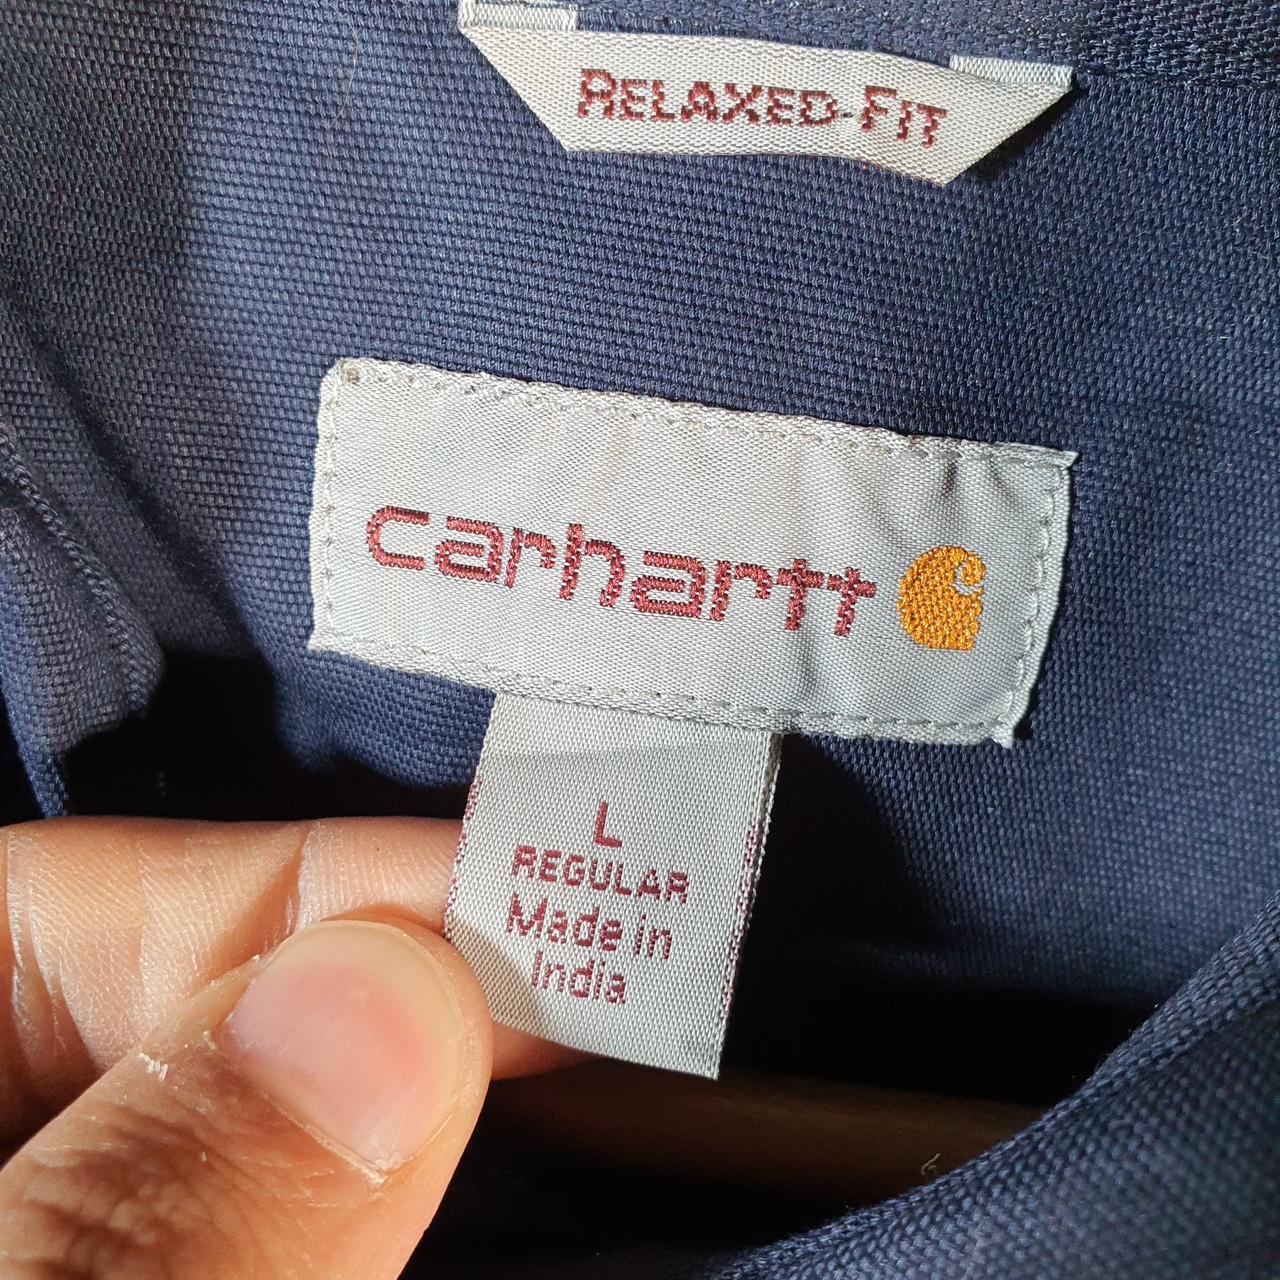 RELAXED-FIT
carhartt
L
REGULAR
Made in
India